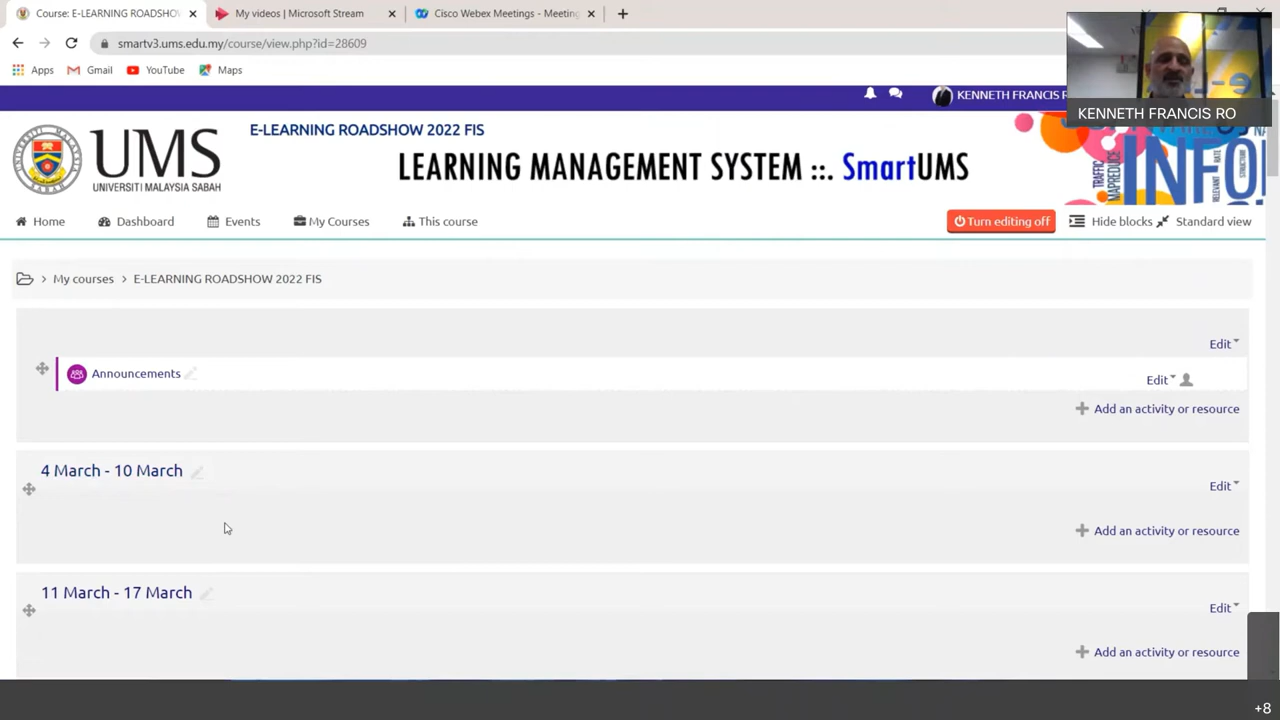 Course: E-LEARNING ROADSHOW
My videos | Microsoft Stream
Cisco Webex Meetings - Meeting
smartv3.ums.edu.my/course/view.php?id=28609
Apps
Gmail
YouTube
Maps
KENNETH FRANCIS RO
KENNETH FRANCIS RO
E-LEARNING ROADSHOW 2022 FIS
UMS
UNIVERSITI MALAYSIA SABAH
LEARNING MANAGEMENT SYSTEM ::. SmartUMS
TRAFFIC
MAPREDUCE
INFO
Home
Dashboard
Events
My Courses
This course
Turn editing off
Hide blocks
Standard view
> My courses > E-LEARNING ROADSHOW 2022 FIS
Edit
Announcements
Edit
Add an activity or resource
4 March - 10 March
Edit
Add an activity or resource
11 March - 17 March
Edit
Add an activity or resource
+8